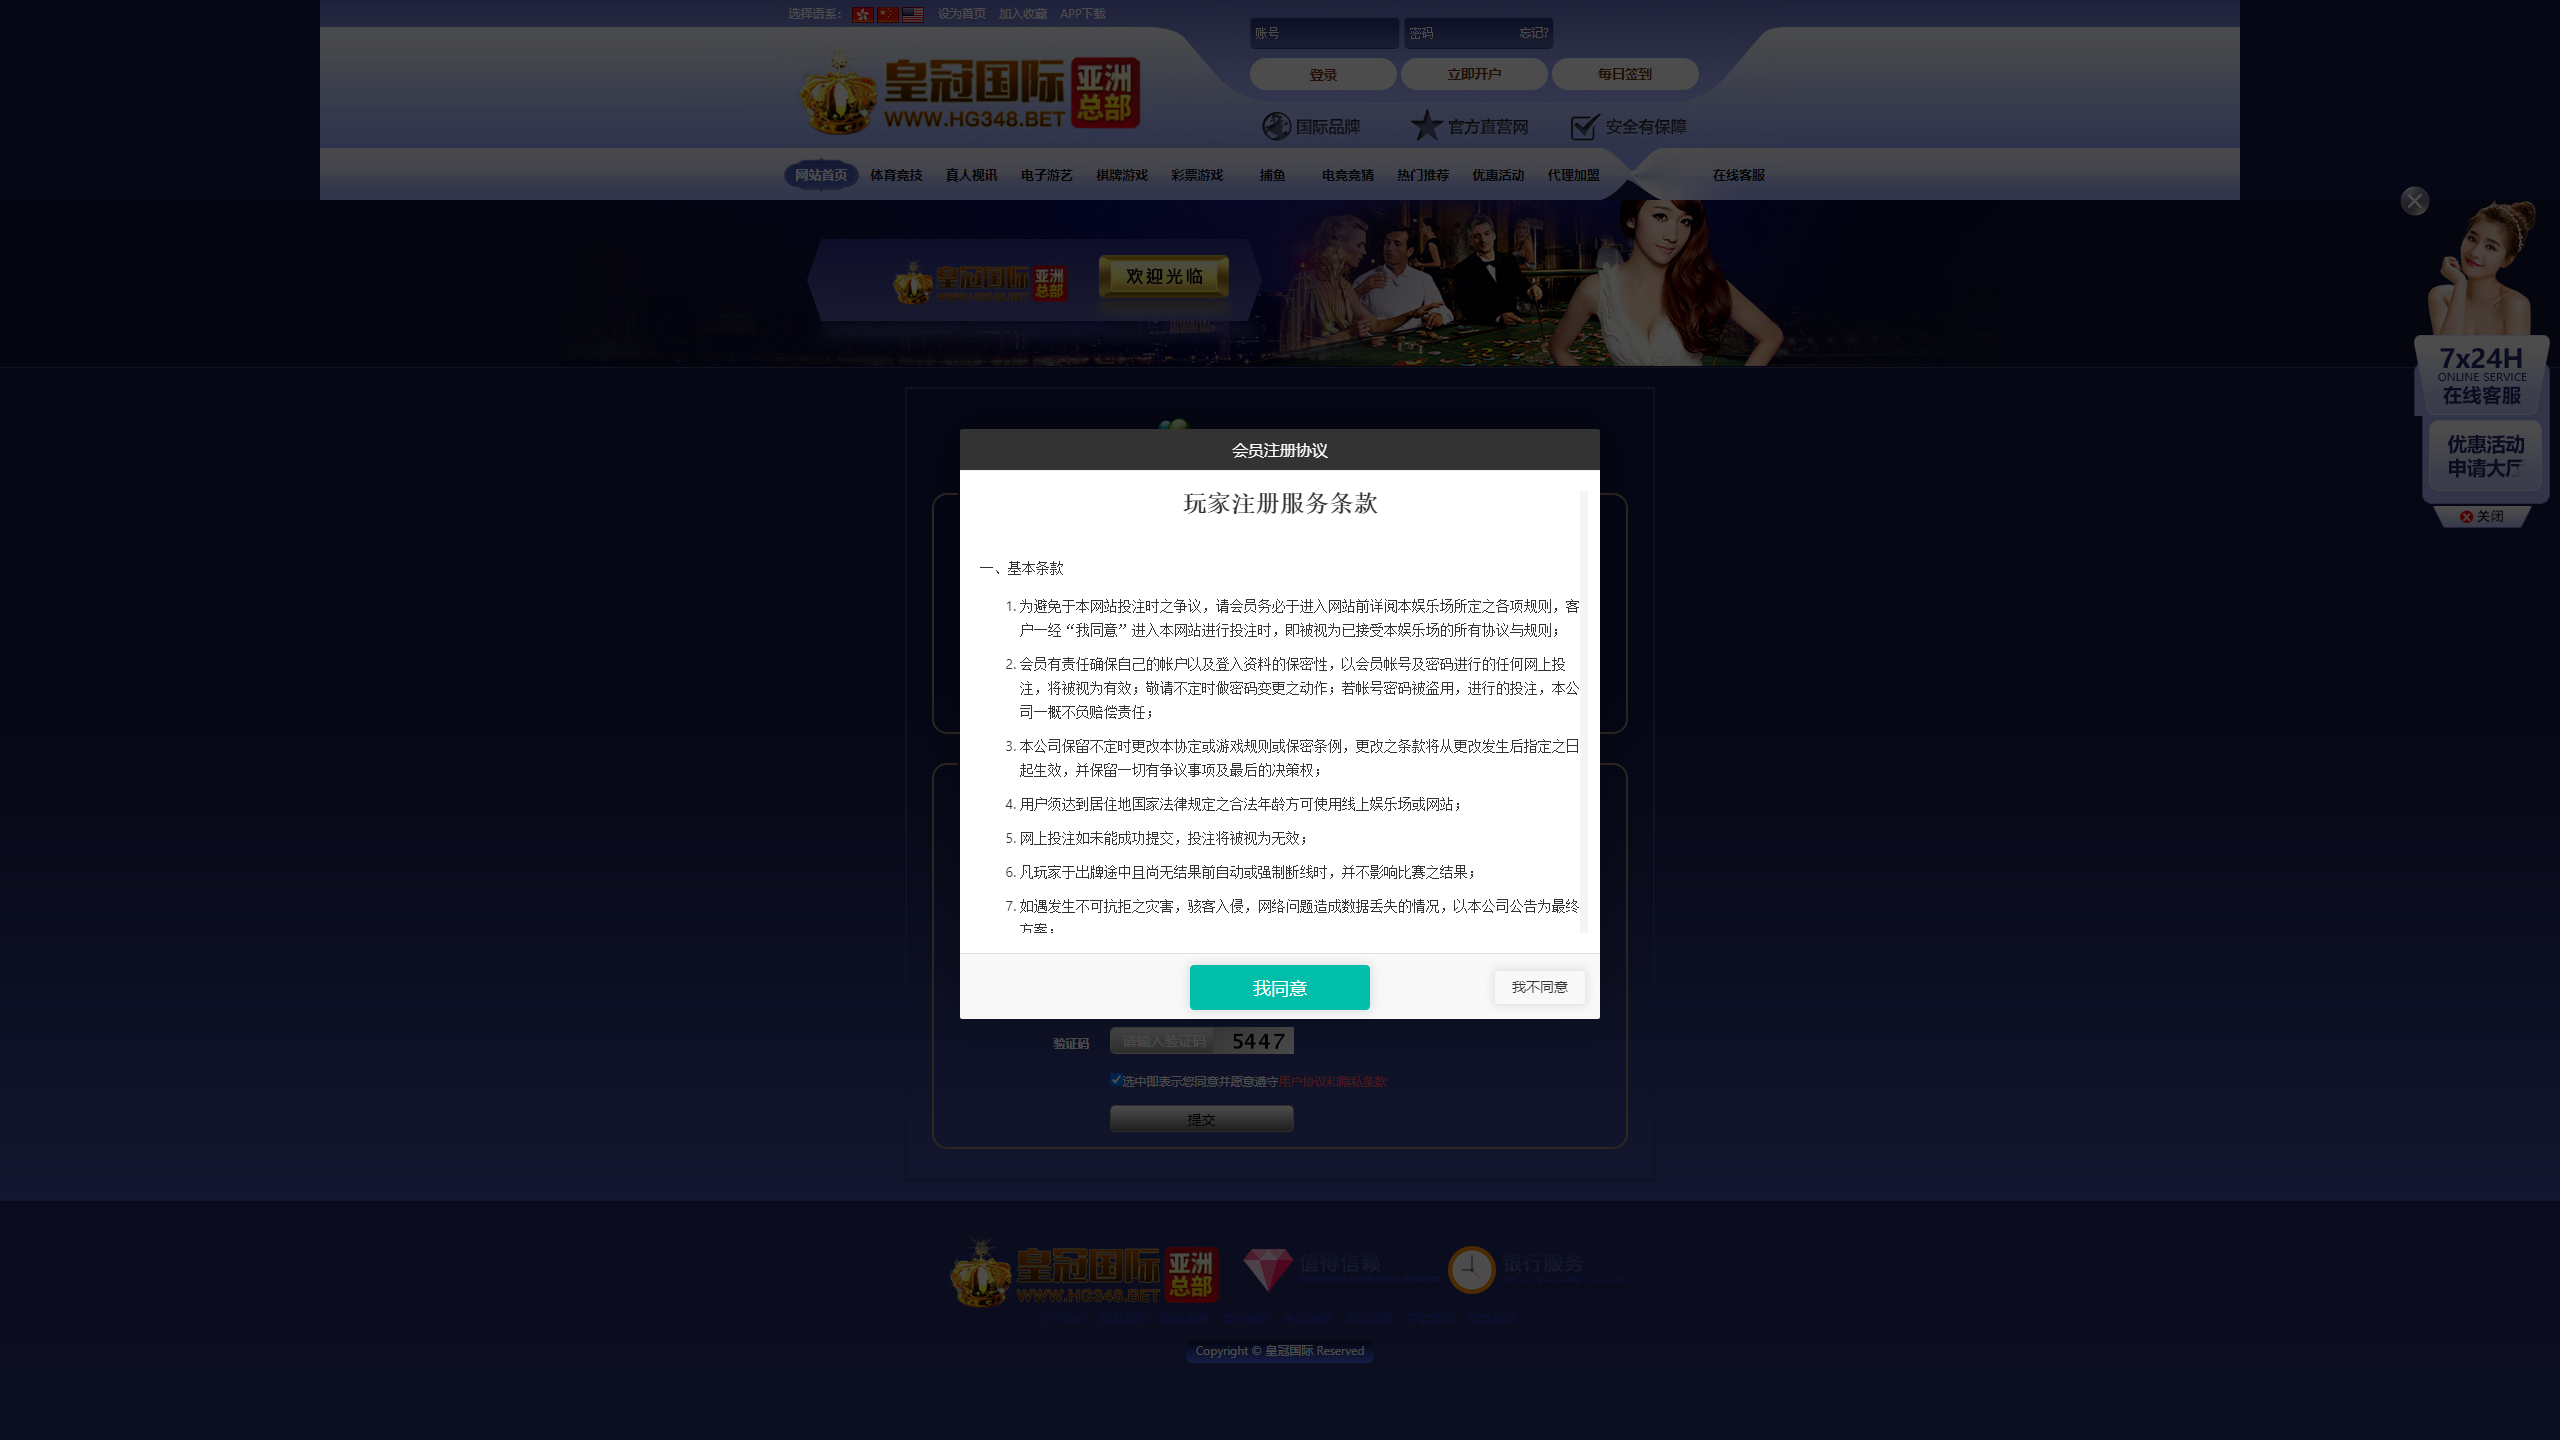 选择语系：
设为首页 加入收藏 APP下载
账号
密码
忘记?
登录
立即开户
每日签到
皇冠国际
亚洲
总部
WWW.HG348.BET
国际品牌
官方直营网
安全有保障
网站首页 体育竞技 真人视讯 电子游艺 棋牌游戏 彩票游戏 捕鱼 电竞竞猜 热门推荐 优惠活动 代理加盟 在线客服
皇冠国际
亚洲
总部
WWW.HG348.BET
欢迎光临
7x24H
ONLINE SERVICE
在线客服
优惠活动
申请大厅
关闭
会员注册协议
玩家注册服务条款
一、基本条款
1. 为避免于本网站投注时之争议，请会员务必于进入网站前详阅本娱乐场所定之各项规则，客
户一经“我同意”进入本网站进行投注时，即被视为已接受本娱乐场的所有协议与规则；
2. 会员有责任确保自己的帐户以及登入资料的保密性，以会员帐号及密码进行的任何网上投
注，将被视为有效；敬请不定时做密码变更之动作；若帐号密码被盗用，进行的投注，本公
司一概不负赔偿责任；
3. 本公司保留不定时更改本协定或游戏规则或保密条例，更改之条款将从更改发生后指定之日
起生效，并保留一切有争议事项及最后的决策权；
4. 用户须达到居住地国家法律规定之合法年龄方可使用线上娱乐场或网站；
5. 网上投注如未能成功提交，投注将被视为无效；
6. 凡玩家于出牌途中且尚无结果前自动或强制断线时，并不影响比赛之结果；
7. 如遇发生不可抗拒之灾害，骇客入侵，网络问题造成数据丢失的情况，以本公司公告为最终
方案；
我同意
我不同意
验证码
请输入验证码
5447
选中即表示您同意并愿意遵守用户协议和隐私条款
提交
皇冠国际
亚洲
总部
WWW.HG348.BET
值得信赖
银行服务
Copyright © 皇冠国际 Reserved